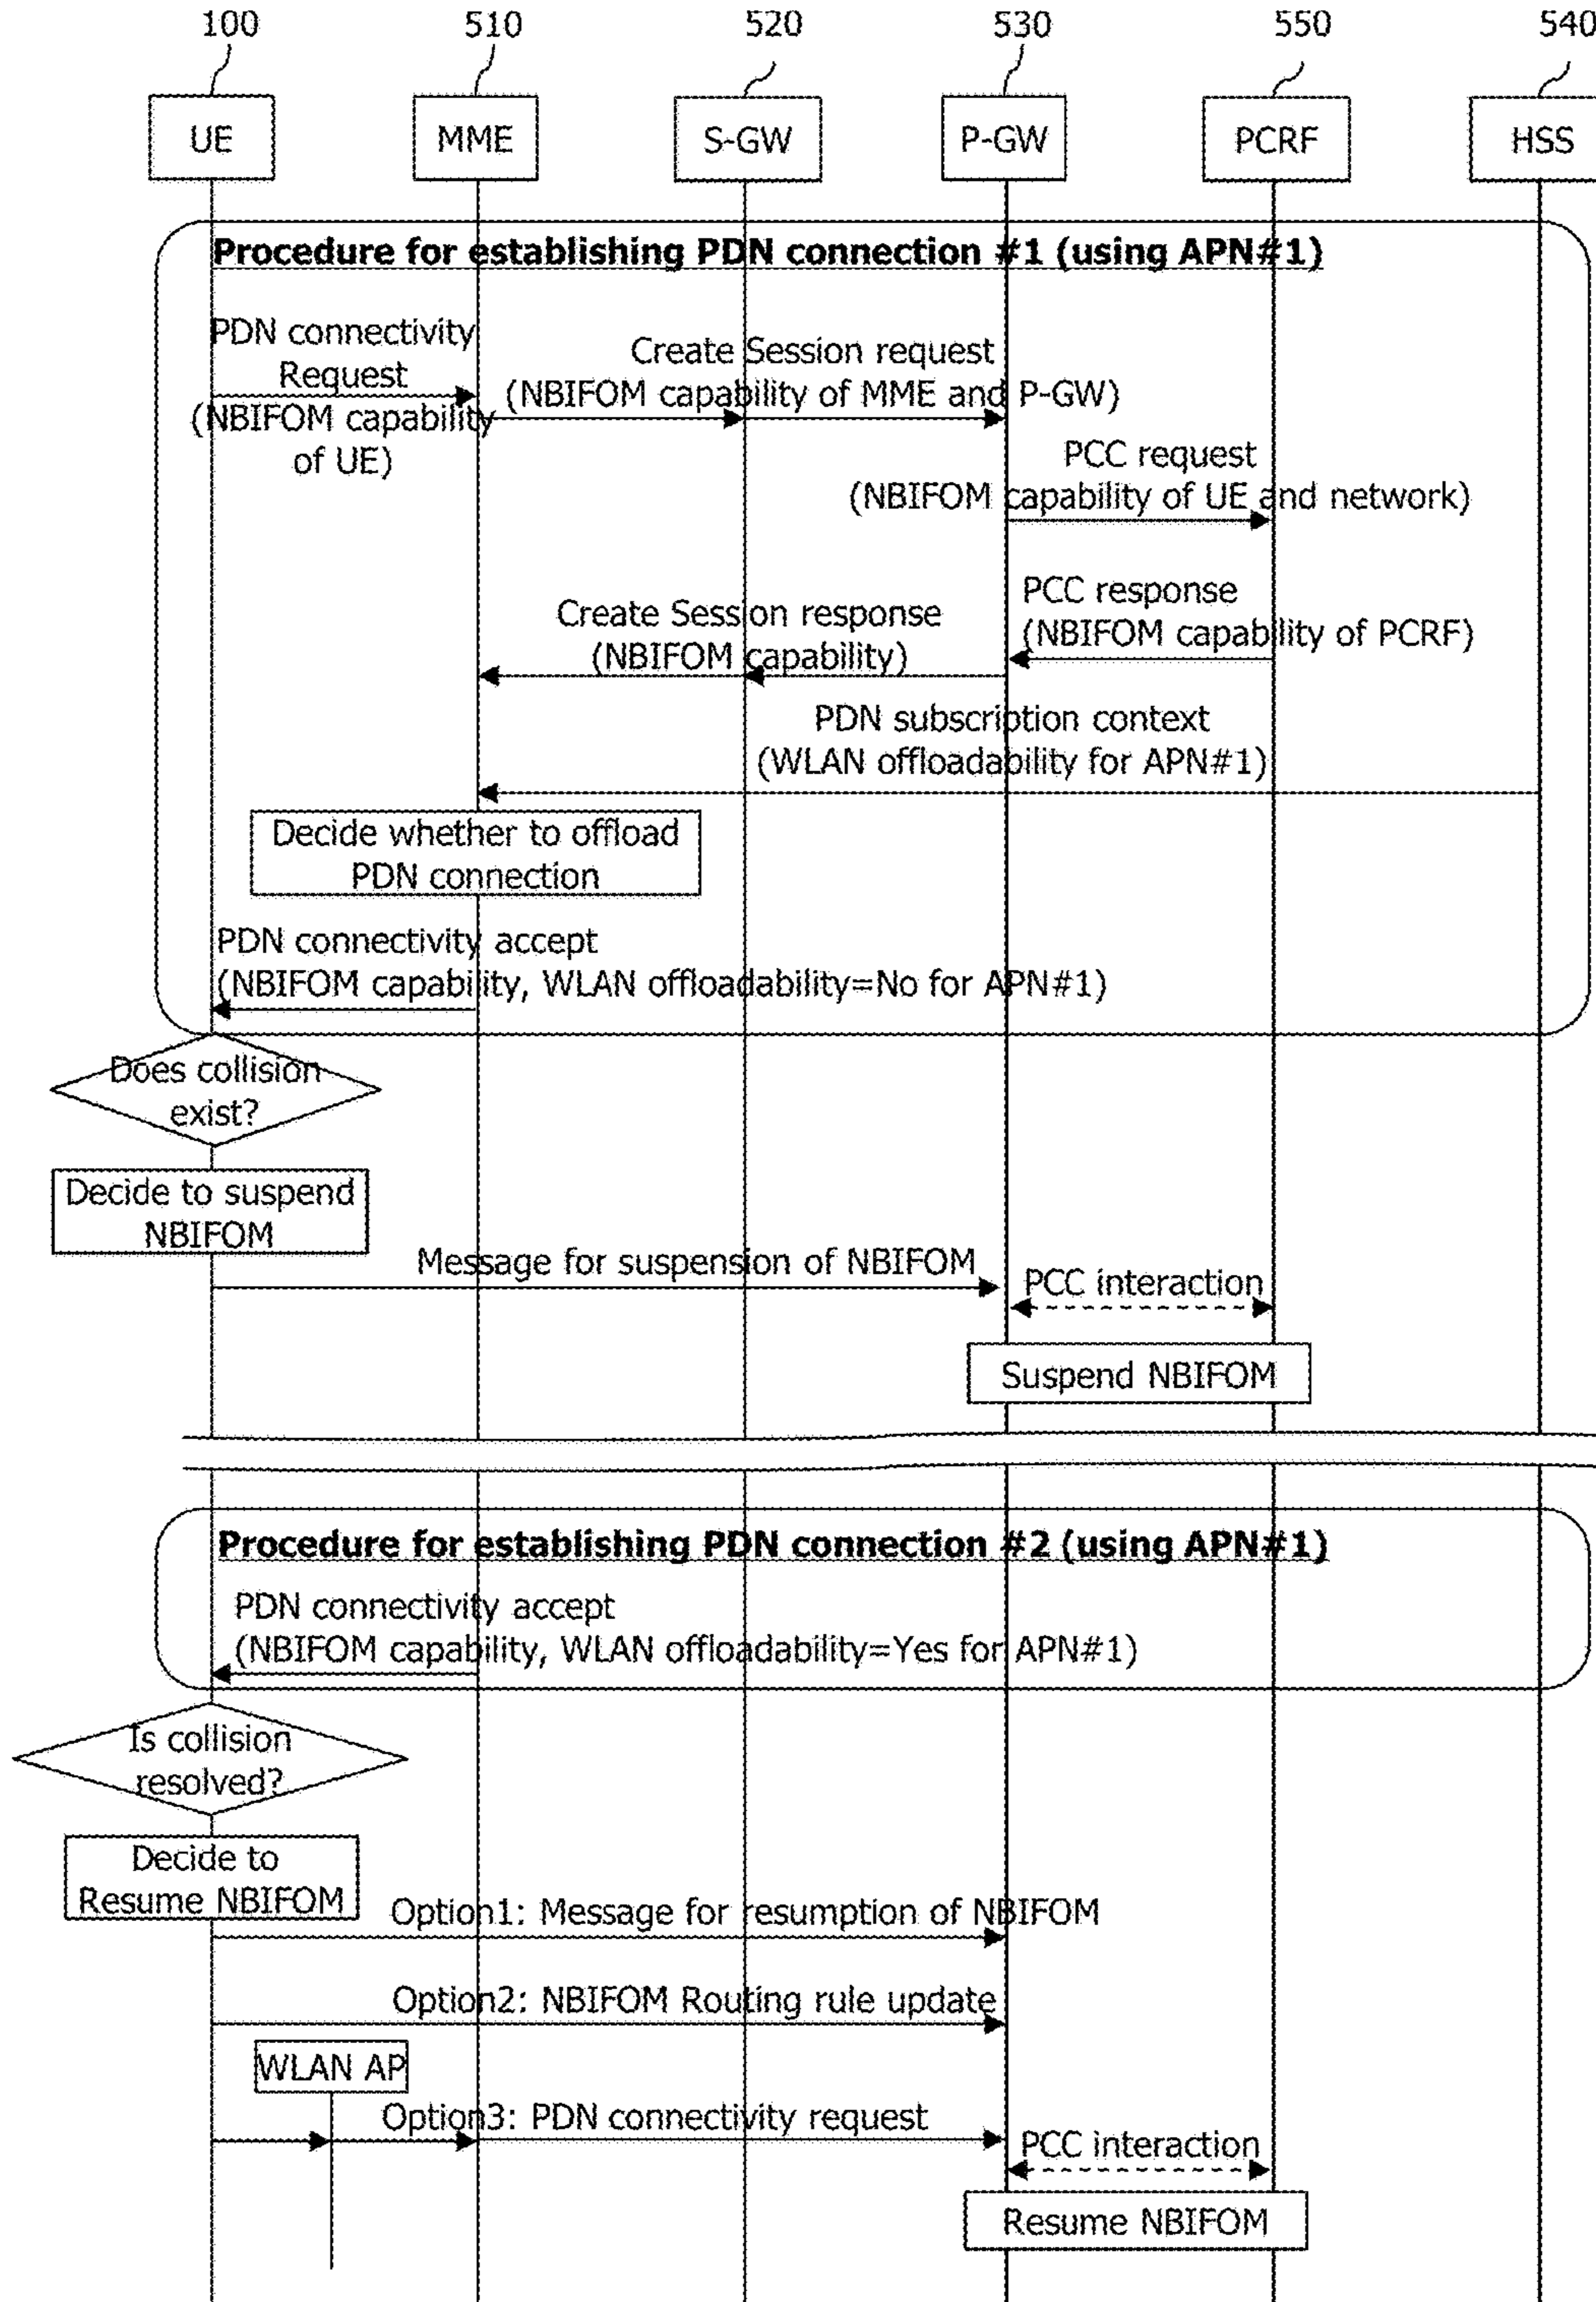 100
510
520
530
550
540
UE
MME
S-GW
P-GW
PCRF
HSS
Procedure for establishing PDN connection #1 (using APN#1)
PDN connectivity
Request
(NBIFOM capability
of UE)
Create Session request
(NBIFOM capability of MME and P-GW)
PCC request
(NBIFOM capability of UE and network)
PCC response
(NBIFOM capability of PCRF)
Create Session response
(NBIFOM capability)
PDN subscription context
(WLAN offloadability for APN#1)
Decide whether to offload
PDN connection
PDN connectivity accept
(NBIFOM capability, WLAN offloadability=No for APN#1)
Does collision
exist?
Decide to suspend
NBIFOM
Message for suspension of NBIFOM
PCC interaction
Suspend NBIFOM
Procedure for establishing PDN connection #2 (using APN#1)
PDN connectivity accept
(NBIFOM capability, WLAN offloadability=Yes for APN#1)
Is collision
resolved?
Decide to
Resume NBIFOM
Option1: Message for resumption of NBIFOM
Option2: NBIFOM Routing rule update
WLAN AP
Option3: PDN connectivity request
PCC interaction
Resume NBIFOM